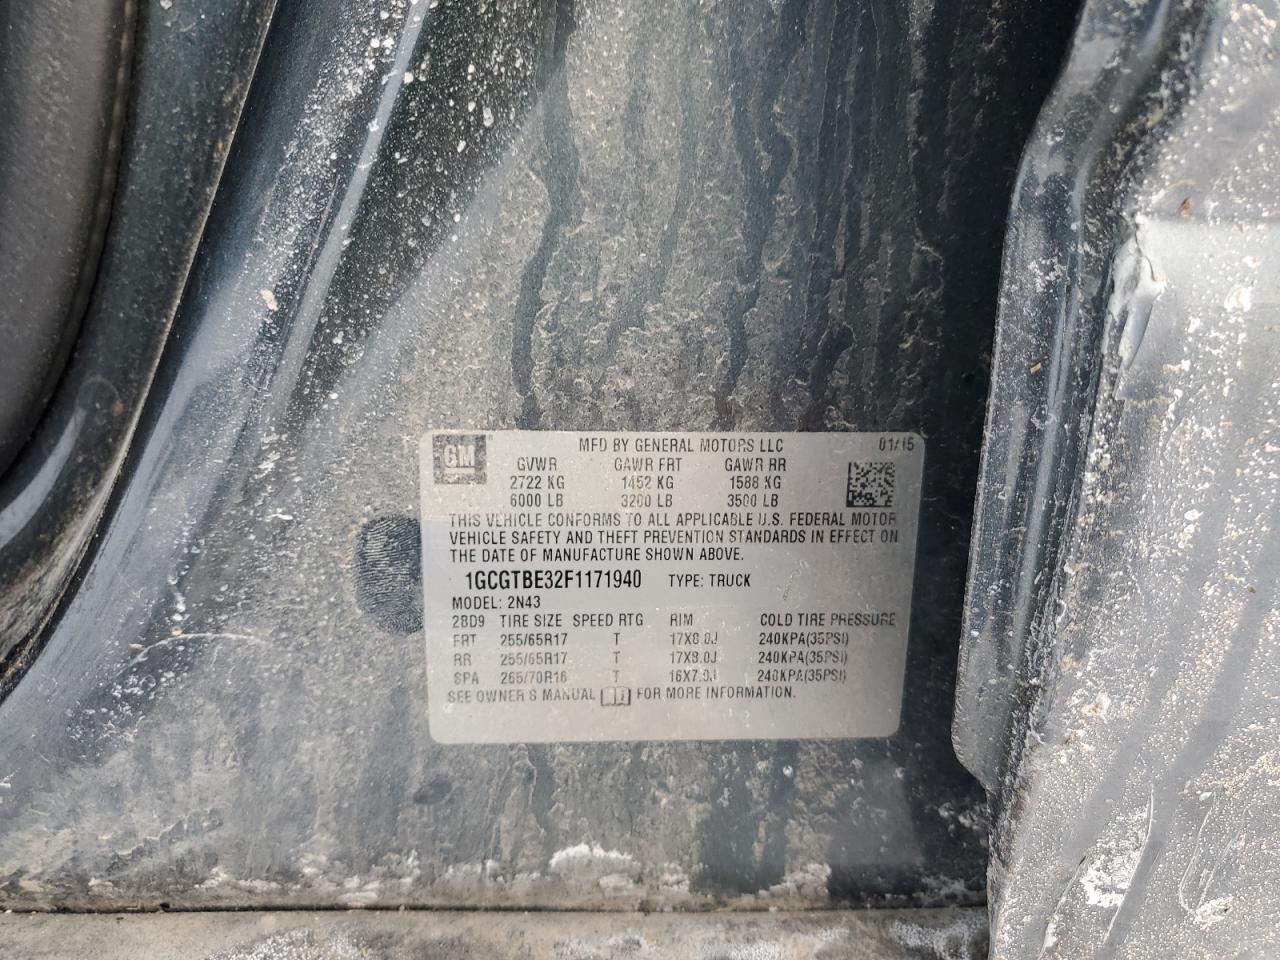 GM
MFD BY GENERAL MOTORS LLC 01/15
GVWR GAWR FRT GAWR RR
2722 KG 1452 KG 1588 KG
6000 LB 3200 LB 3500 LB
THIS VEHICLE CONFORMS TO ALL APPLICABLE U.S. FEDERAL MOTOR
VEHICLE SAFETY AND THEFT PREVENTION STANDARDS IN EFFECT ON
THE DATE OF MANUFACTURE SHOWN ABOVE.
1GCGTBE32F1171940 TYPE: TRUCK
MODEL: 2N43
2BD9 TIRE SIZE SPEED RTG RIM COLD TIRE PRESSURE
FRT 255/65R17 T 17X8.0J 240KPA(35PSI)
RR 255/65R17 T 17X8.0J 240KPA(35PSI)
SPA 265/70R16 T 16X7.0J 240KPA(35PSI)
SEE OWNER'S MANUAL FOR MORE INFORMATION.